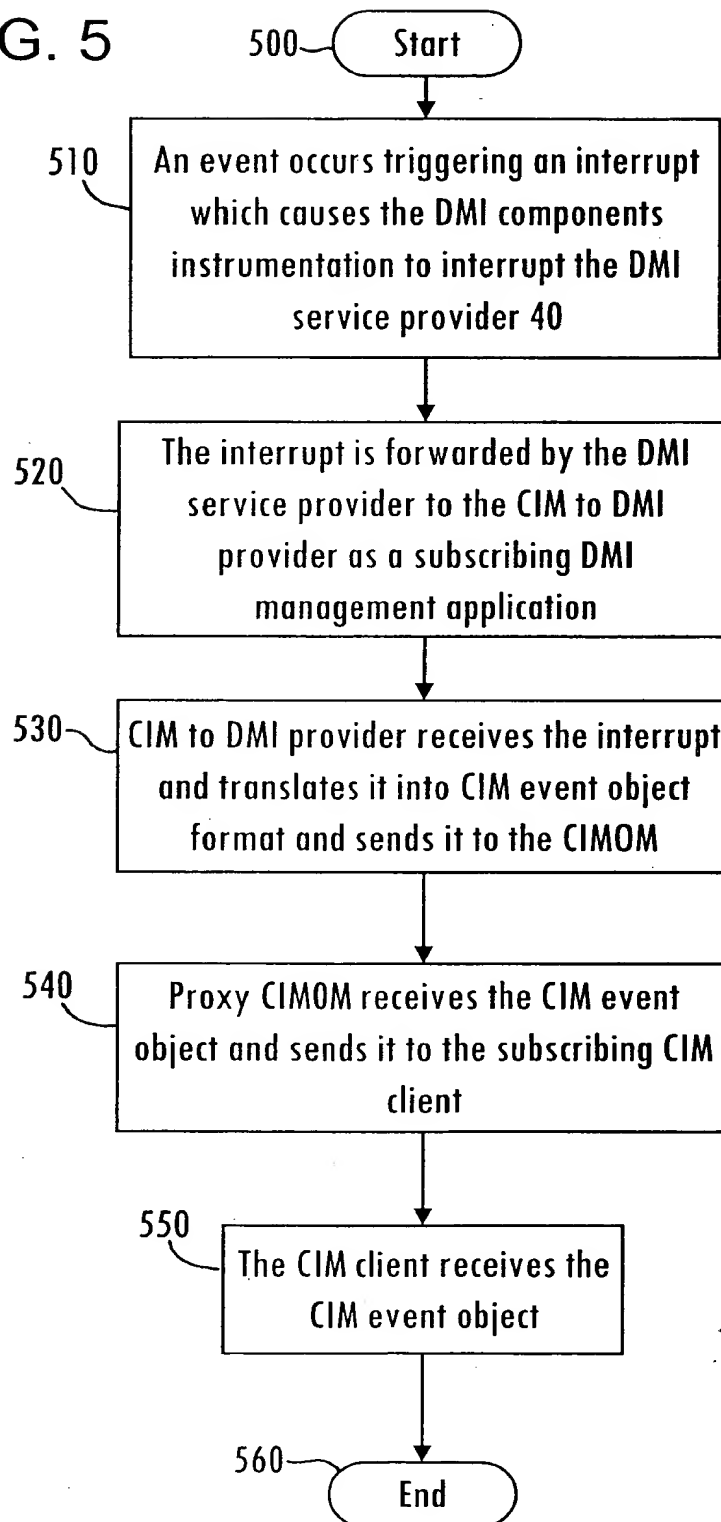 G. 5
500
Start
510
An event occurs triggering an interrupt
which causes the DMI components
instrumentation to interrupt the DMI
service provider 40
520
The interrupt is forwarded by the DMI
service provider to the CIM to DMI
provider as a subscribing DMI
management application
530
CIM to DMI provider receives the interrupt
and translates it into CIM event object
format and sends it to the CIMOM
540
Proxy CIMOM receives the CIM event
object and sends it to the subscribing CIM
client
550
The CIM client receives the
CIM event object
560
End